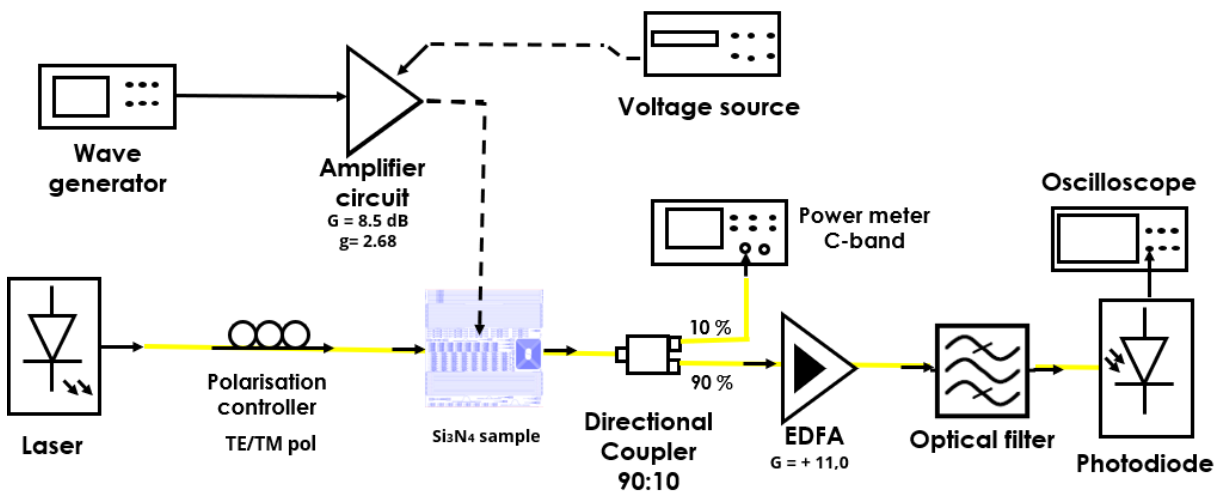 Voltage source
Wave
generator
Amplifier
circuit
G = 8.5 dB
g= 2.68
Oscilloscope
Power meter
C-band
10 %
90 %
Polarisation
controller
TE/TM pol
Laser
Si₃N₄ sample
Directional
Coupler
90:10
EDFA
G = + 11,0
Optical filter
Photodiode